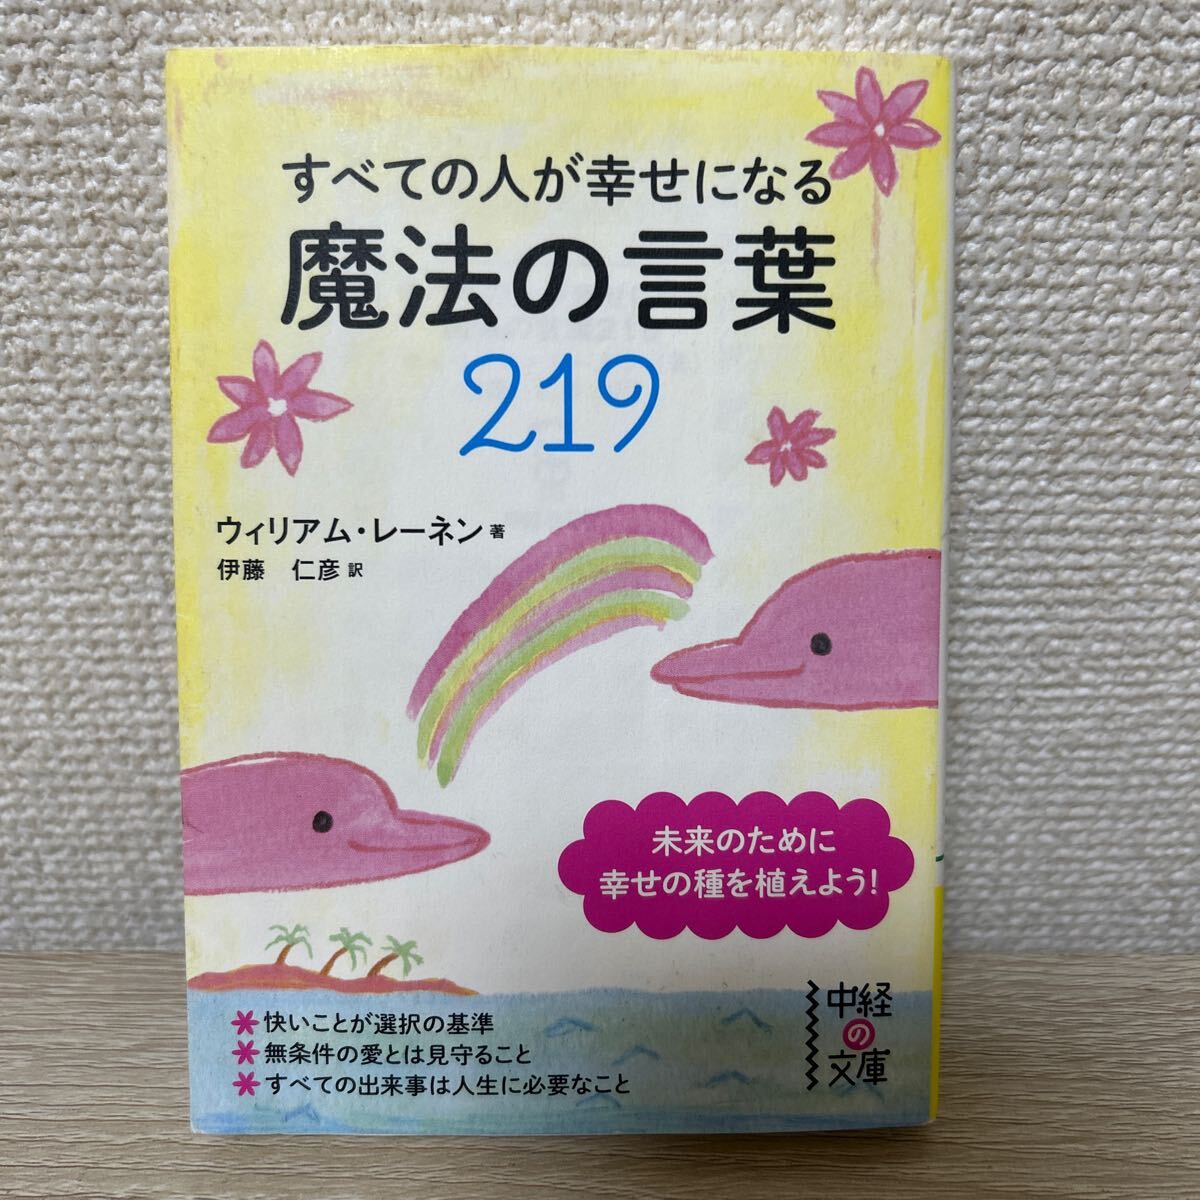 すべての人が幸せになる
魔法の言葉
219
ウィリアム・レーネン 著
伊藤 仁彦 訳
未来のために
幸せの種を植えよう!
快いことが選択の基準
無条件の愛とは見守ること
すべての出来事は人生に必要なこと
中経
の
文庫